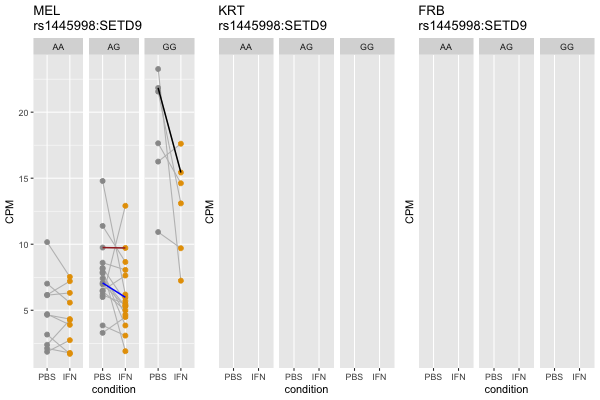 MEL
rs1445998:SETD9
KRT
rs1445998:SETD9
FRB
rs1445998:SETD9
AA AG GG
AA AG GG
AA AG GG
CPM
20
15
10
5
CPM
CPM
PBS IFN PBS IFN PBS IFN
PBS IFN PBS IFN PBS IFN
PBS IFN PBS IFN PBS IFN
condition
condition
condition